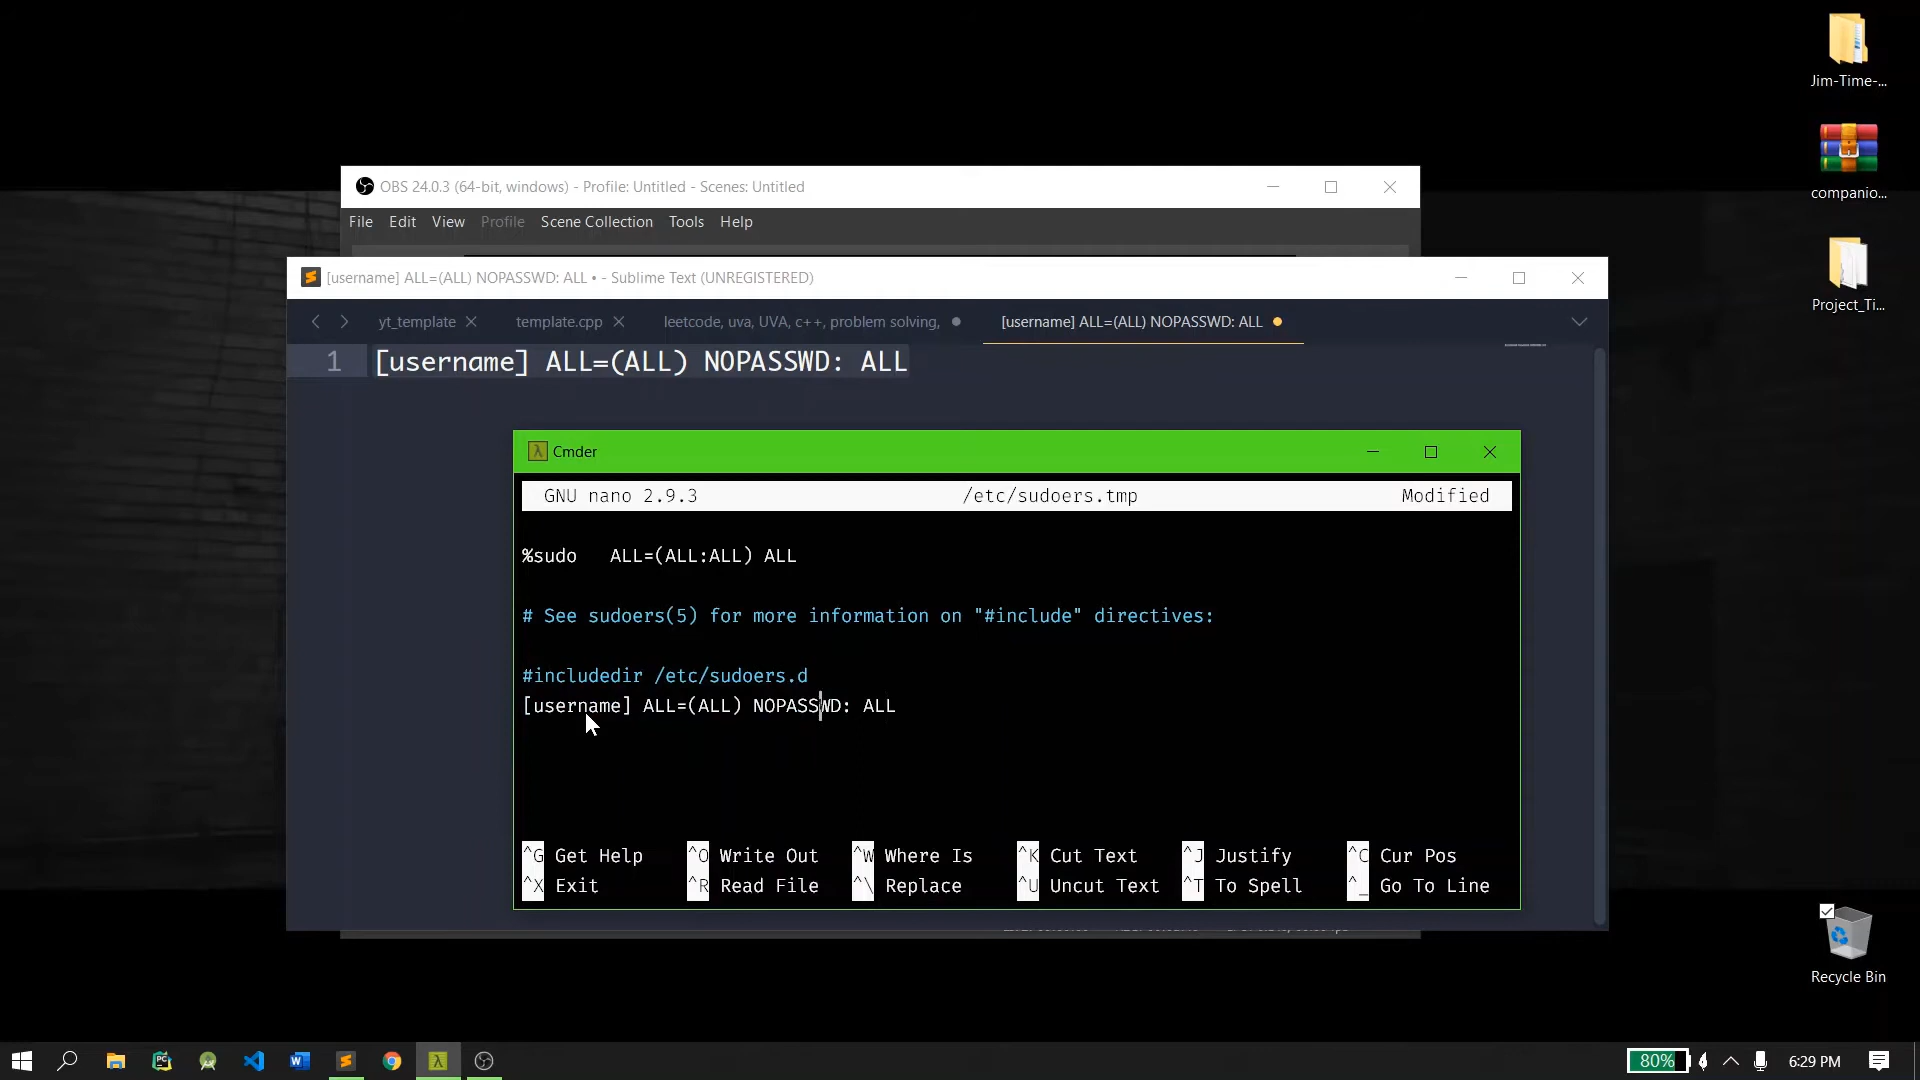 Jim-Time-...
companio...
Project_Ti...
OBS 24.0.3 (64-bit, windows) - Profile: Untitled - Scenes: Untitled
File Edit View Profile Scene Collection Tools Help
[username] ALL=(ALL) NOPASSWD: ALL • - Sublime Text (UNREGISTERED)
yt_template template.cpp leetcode, uva, UVA, c++, problem solving, [username] ALL=(ALL) NOPASSWD: ALL
1 [username] ALL=(ALL) NOPASSWD: ALL
λ Cmder
GNU nano 2.9.3 /etc/sudoers.tmp Modified
%sudo ALL=(ALL:ALL) ALL
# See sudoers(5) for more information on "#include" directives:
#includedir /etc/sudoers.d
[username] ALL=(ALL) NOPASSWD: ALL
^G Get Help ^O Write Out ^W Where Is ^K Cut Text ^J Justify ^C Cur Pos
^X Exit ^R Read File ^\ Replace ^U Uncut Text ^T To Spell ^_ Go To Line
Recycle Bin
80% 6:29 PM